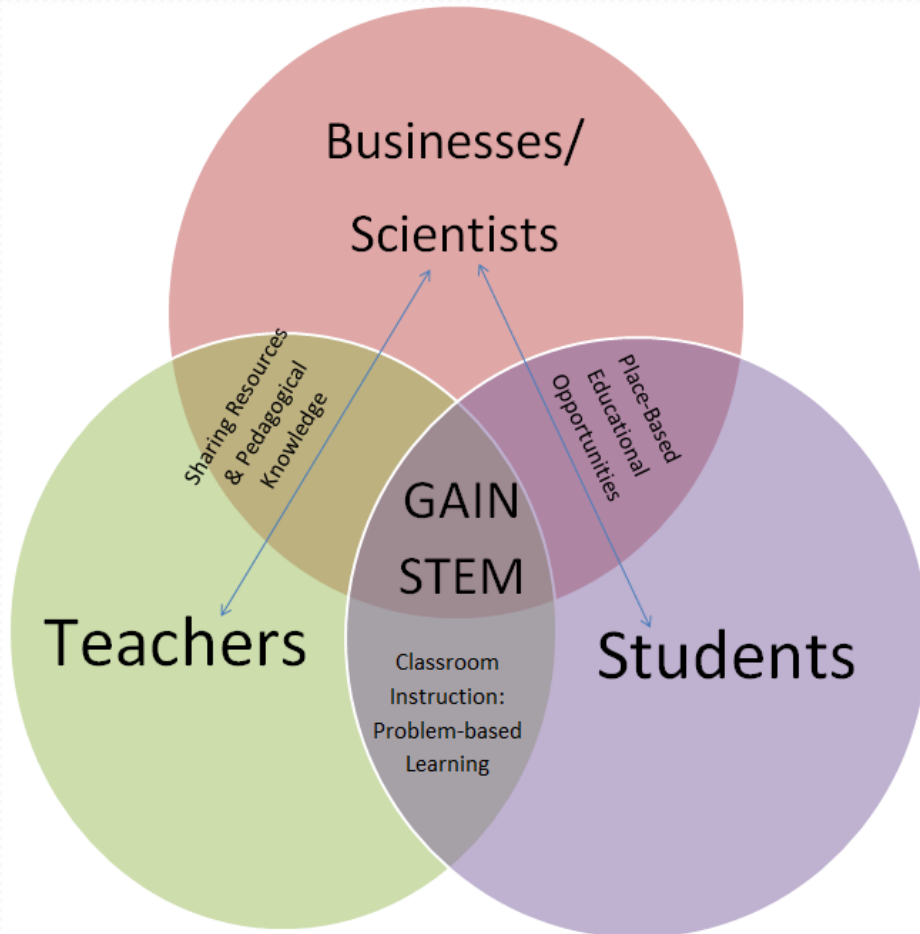 Businesses/
Scientists
Sharing Resources
& Pedagogical
Knowledge
Place-Based
Educational
Opportunities
GAIN
STEM
Teachers
Students
Classroom
Instruction:
Problem-based
Learning